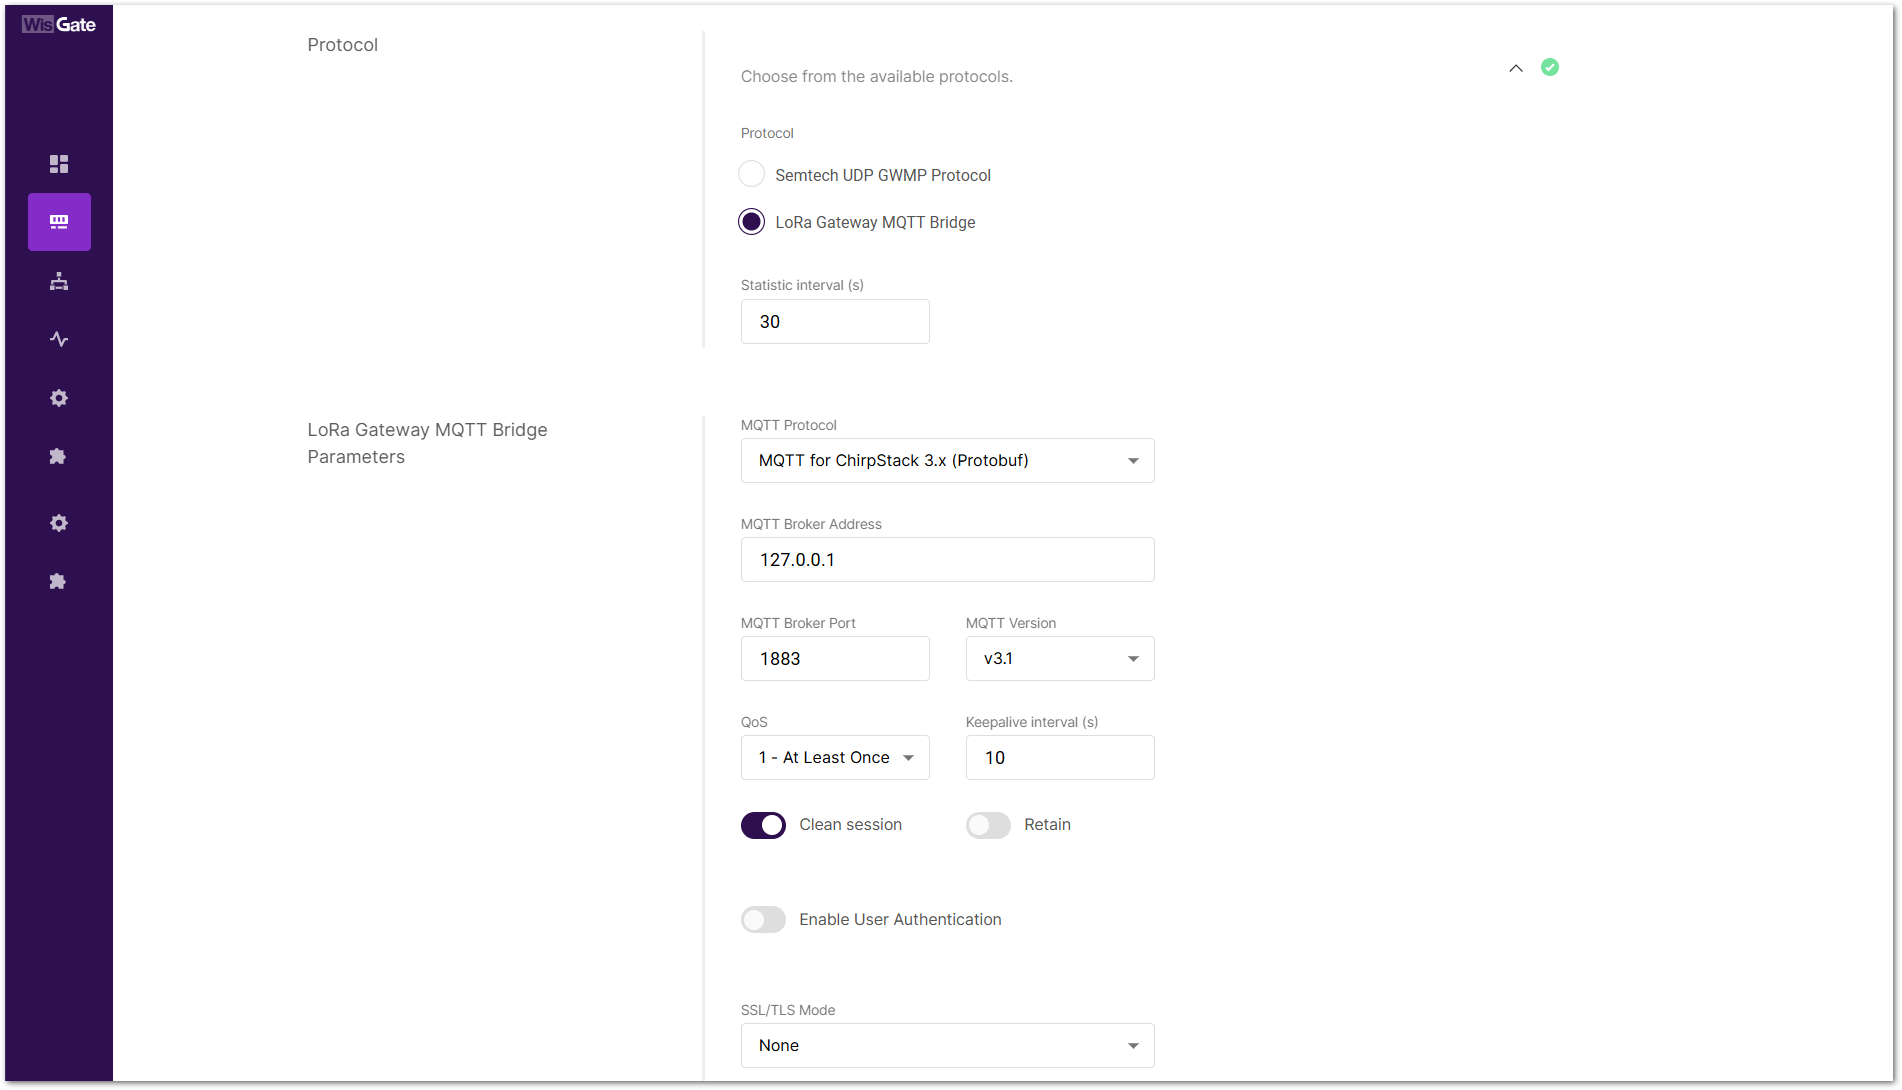 WisGate
Protocol
Choose from the available protocols.
Protocol
Semtech UDP GWMP Protocol
LoRa Gateway MQTT Bridge
Statistic interval (s)
30
LoRa Gateway MQTT Bridge
Parameters
MQTT Protocol
MQTT for ChirpStack 3.x (Protobuf)
MQTT Broker Address
127.0.0.1
MQTT Broker Port
MQTT Version
1883
v3.1
QoS
Keepalive interval (s)
1 - At Least Once
10
Clean session
Retain
Enable User Authentication
SSL/TLS Mode
None